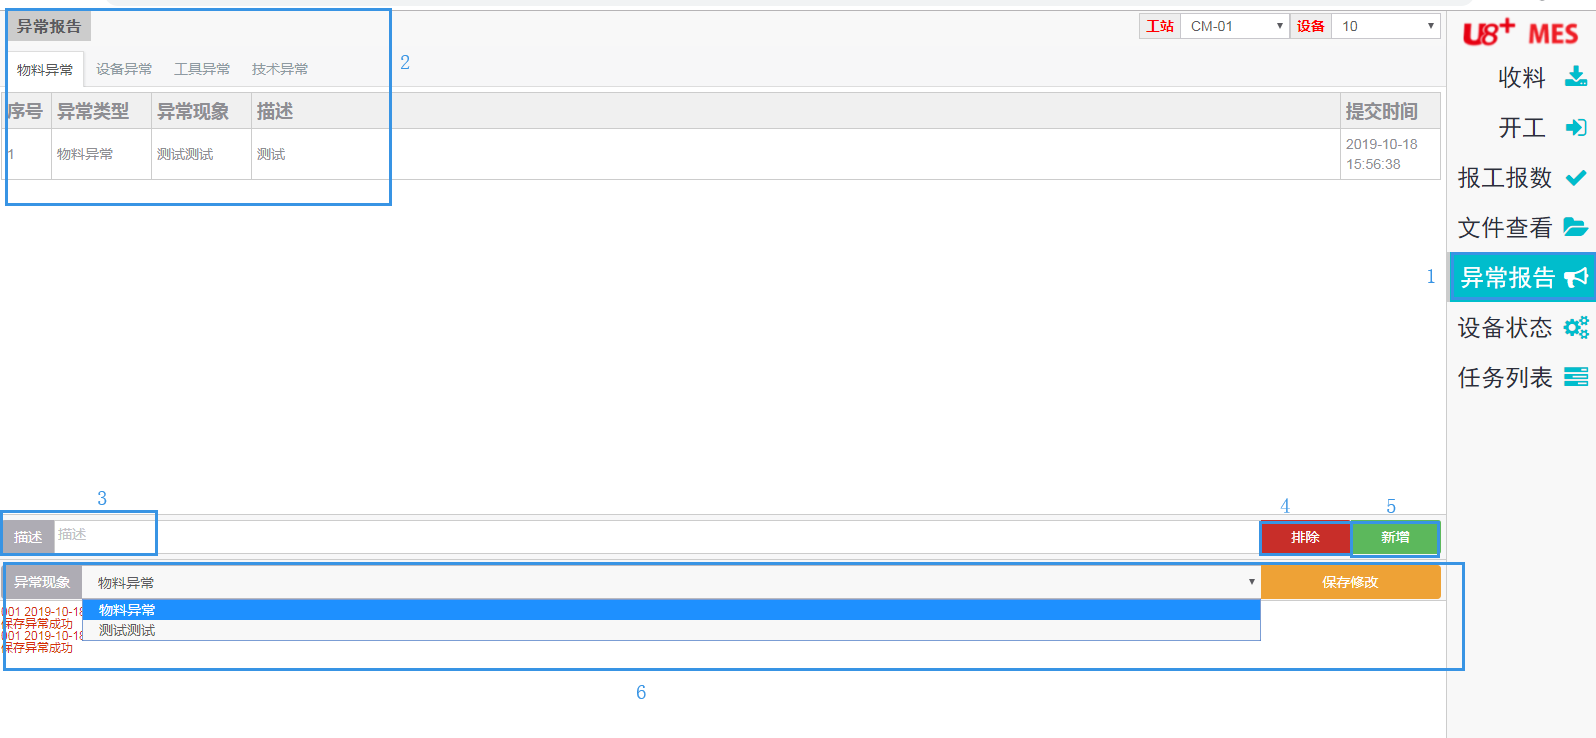 异常报告
工站 CM-01 设备 10
U8+ MES
物料异常 设备异常 工具异常 技术异常
2
收料
序号 异常类型 异常现象 描述 提交时间
开工
1 物料异常 测试测试 测试 2019-10-18
15:56:38
报工报数
文件查看
1
异常报告
设备状态
任务列表
3
4
5
描述 描述 排除 新增
异常现象 物料异常 保存修改
001 2019-10-18
物料异常
保存异常成功
测试测试
001 2019-10-18
保存异常成功
6